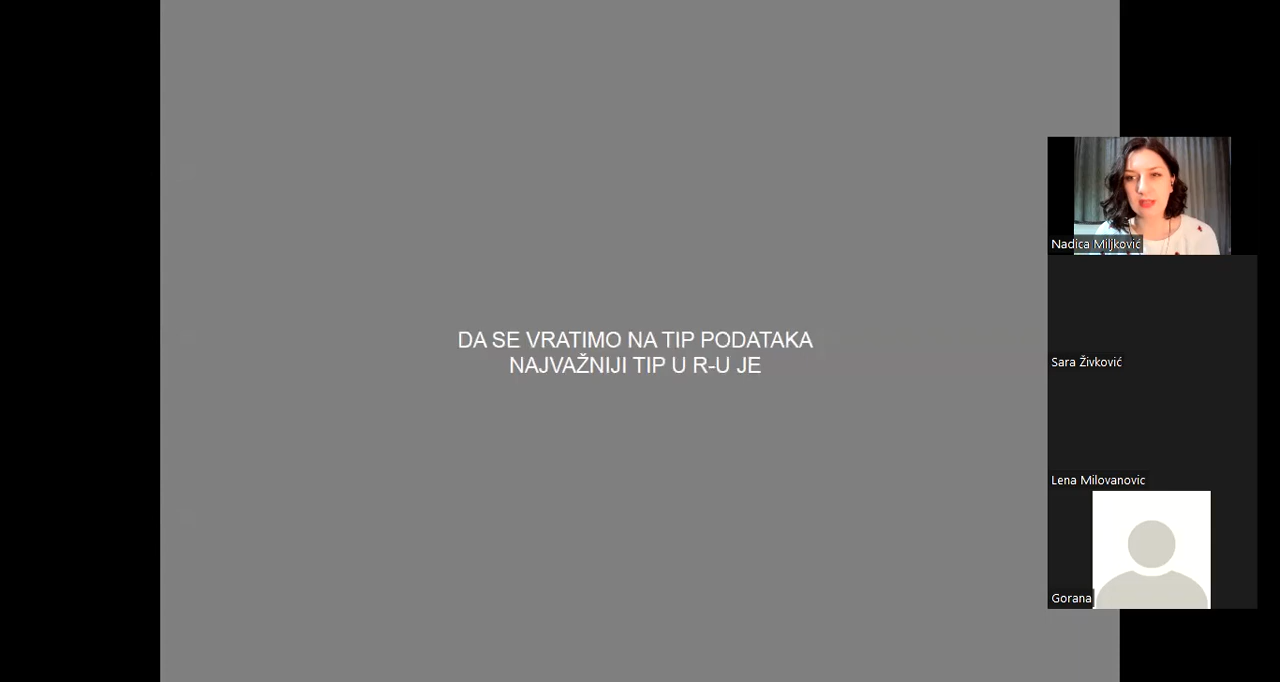 DA SE VRATIMO NA TIP PODATAKA
NAJVAŽNIJI TIP U R-U JE
Nadica Miljković
Sara Živković
Lena Milovanovic
Gorana